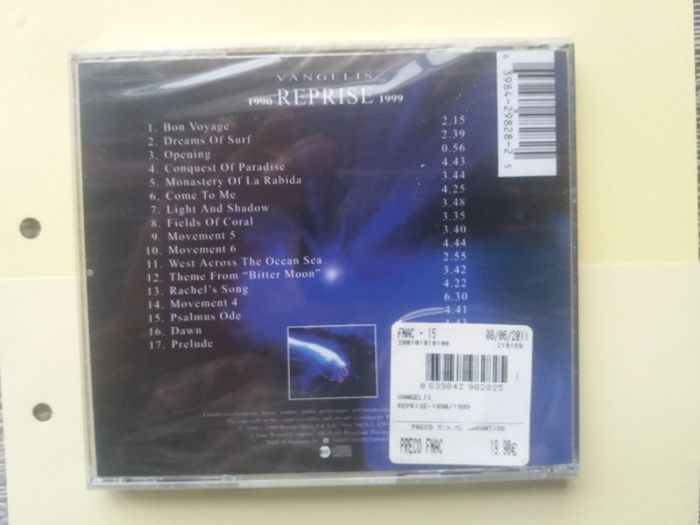 VANGELIS
1990 REPRISE 1999
1. Bon Voyage 2.15
2. Dreams Of Surf 2.39
3. Opening 0.56
4. Conquest Of Paradise 4.43
5. Monastery Of La Rabida 3.44
6. Come To Me 4.25
7. Light And Shadow 3.48
8. Fields Of Coral 3.35
9. Movement 5 3.40
10. Movement 6 4.44
11. West Across The Ocean Sea 2.55
12. Theme From “Bitter Moon” 3.42
13. Rachel's Song 4.22
14. Movement 4 6.30
15. Psalmus Ode 4.41
16. Dawn
17. Prelude
6 3984-29828-2 5
FNAC - 15 08/06/2011
200101010100 210169
0 639842 982825
VANGELIS
REPRISE-1990/1999
PRECO
PRECO FNAC 19.90€